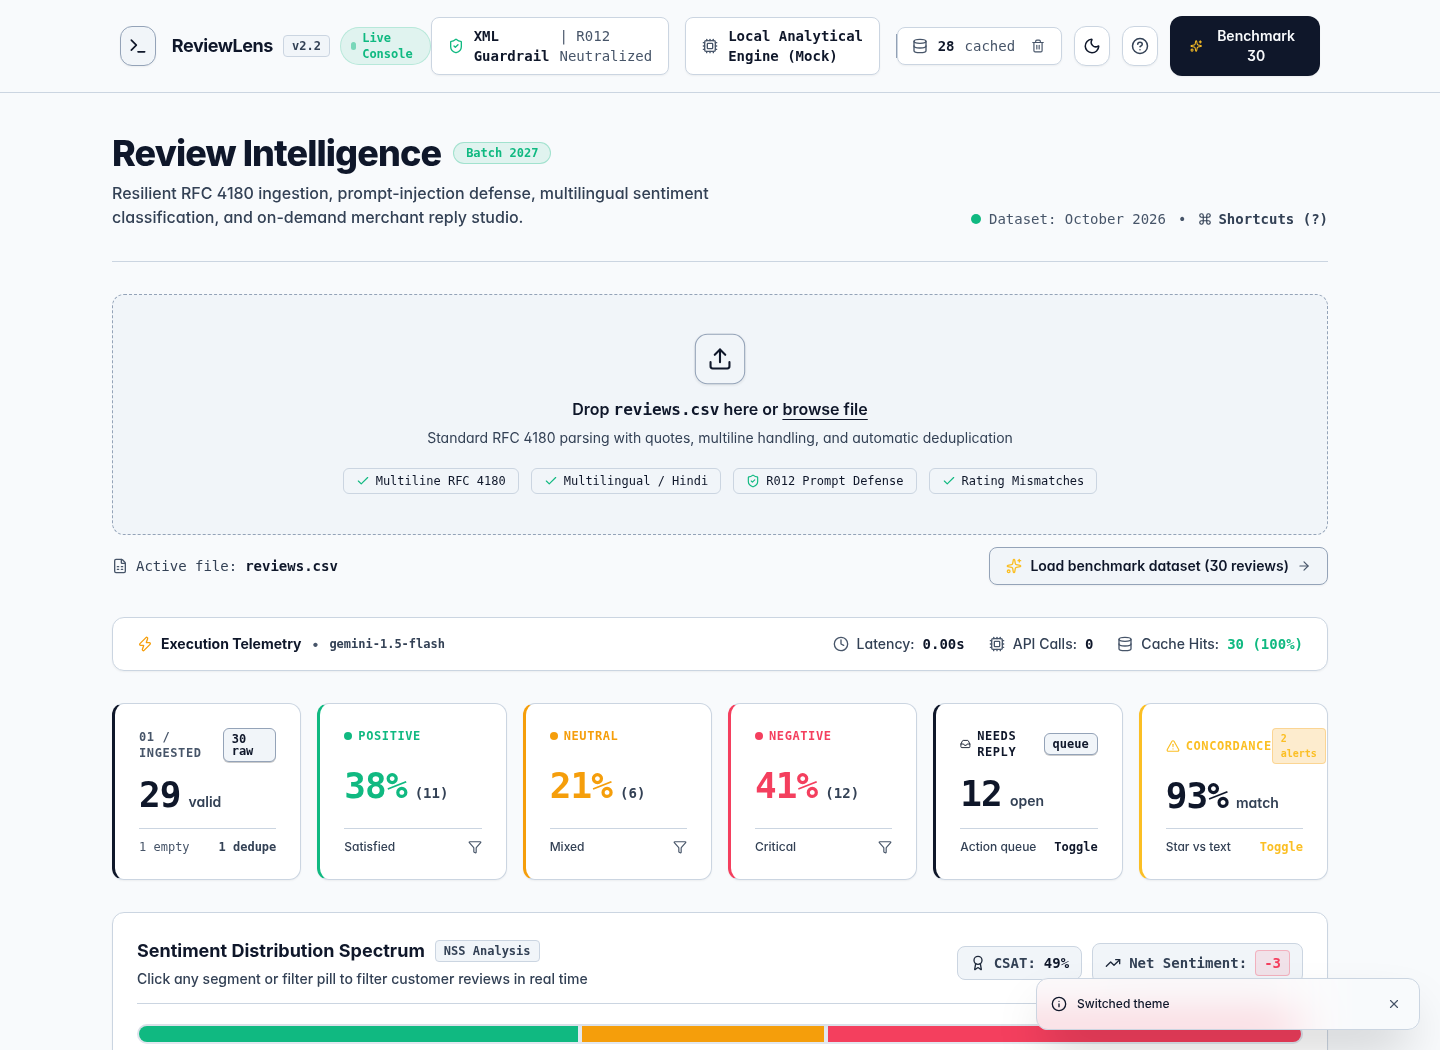 ReviewLens v2.2 Live Console
XML Guardrail | R012 Neutralized
Local Analytical Engine (Mock)
28 cached
Benchmark 30
Review Intelligence Batch 2027
Resilient RFC 4180 ingestion, prompt-injection defense, multilingual sentiment
classification, and on-demand merchant reply studio.
Dataset: October 2026 • ⌘ Shortcuts (?)
Drop reviews.csv here or browse file
Standard RFC 4180 parsing with quotes, multiline handling, and automatic deduplication
Multiline RFC 4180 Multilingual / Hindi R012 Prompt Defense Rating Mismatches
Active file: reviews.csv
Load benchmark dataset (30 reviews)
Execution Telemetry • gemini-1.5-flash
Latency: 0.00s API Calls: 0 Cache Hits: 30 (100%)
01 / INGESTED
30 raw
29 valid
1 empty 1 dedupe
POSITIVE
38% (11)
Satisfied
NEUTRAL
21% (6)
Mixed
NEGATIVE
41% (12)
Critical
NEEDS REPLY
queue
12 open
Action queue Toggle
CONCORDANCE
2 alerts
93% match
Star vs text Toggle
Sentiment Distribution Spectrum NSS Analysis
Click any segment or filter pill to filter customer reviews in real time
CSAT: 49%
Net Sentiment: -3
Switched theme